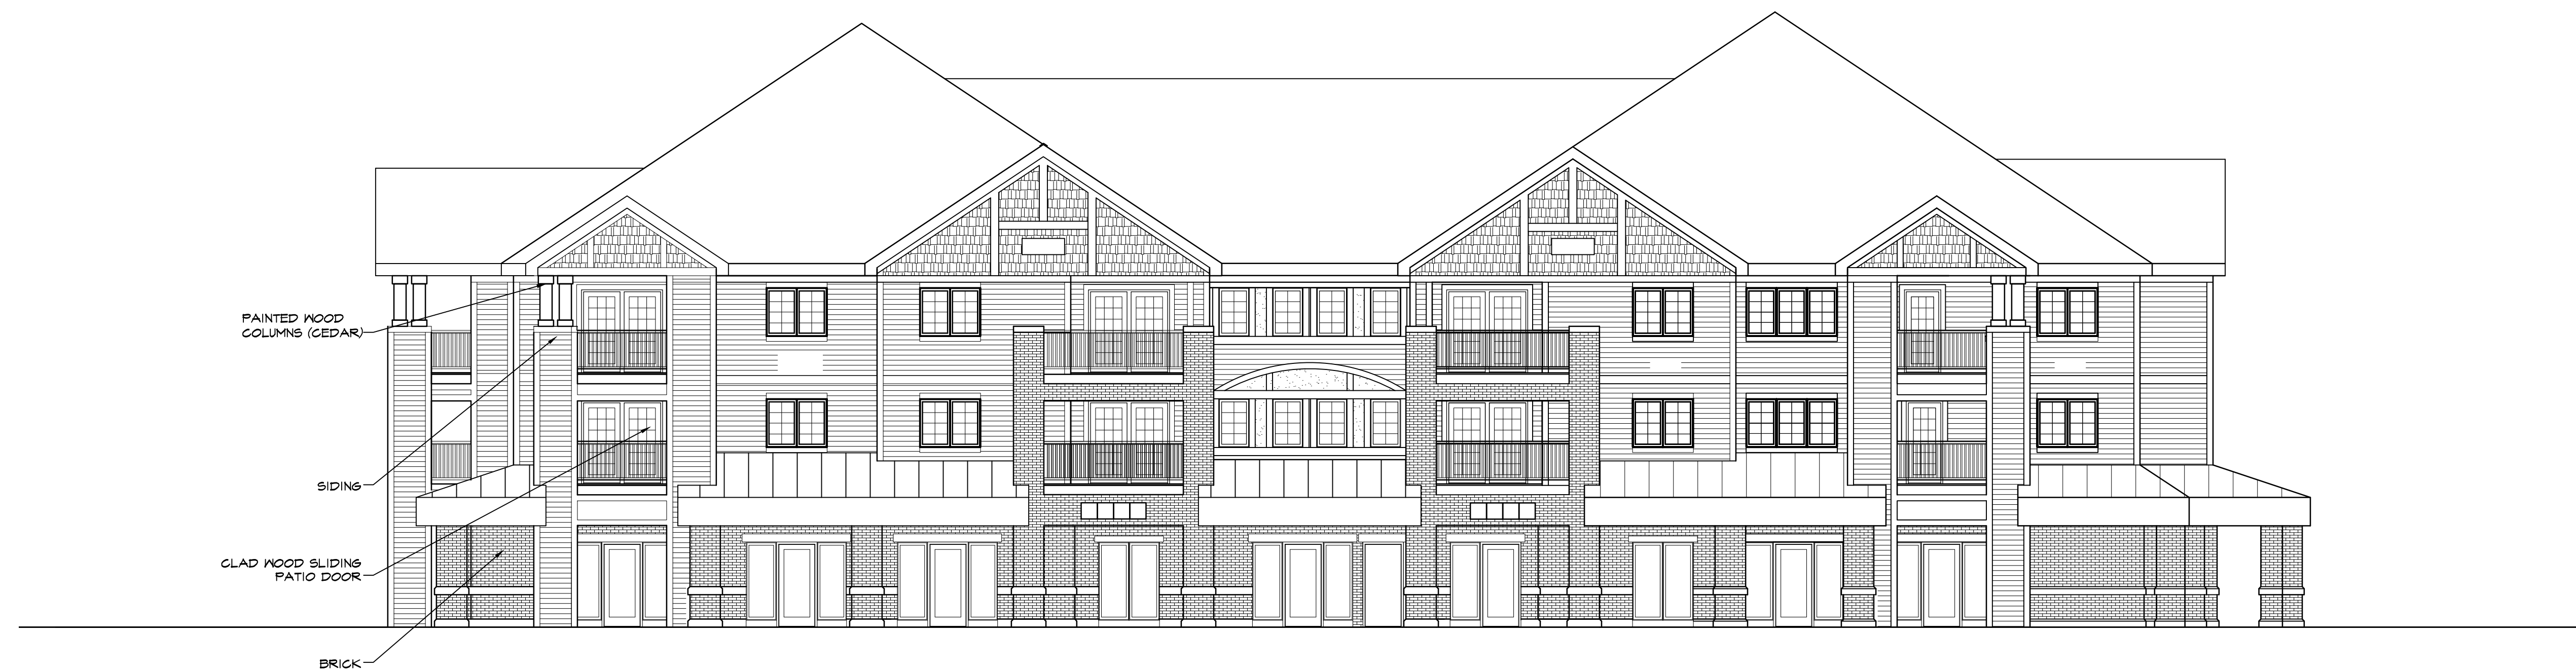 PAINTED WOOD
COLUMNS (CEDAR)
SIDING
CLAD WOOD SLIDING
PATIO DOOR
BRICK